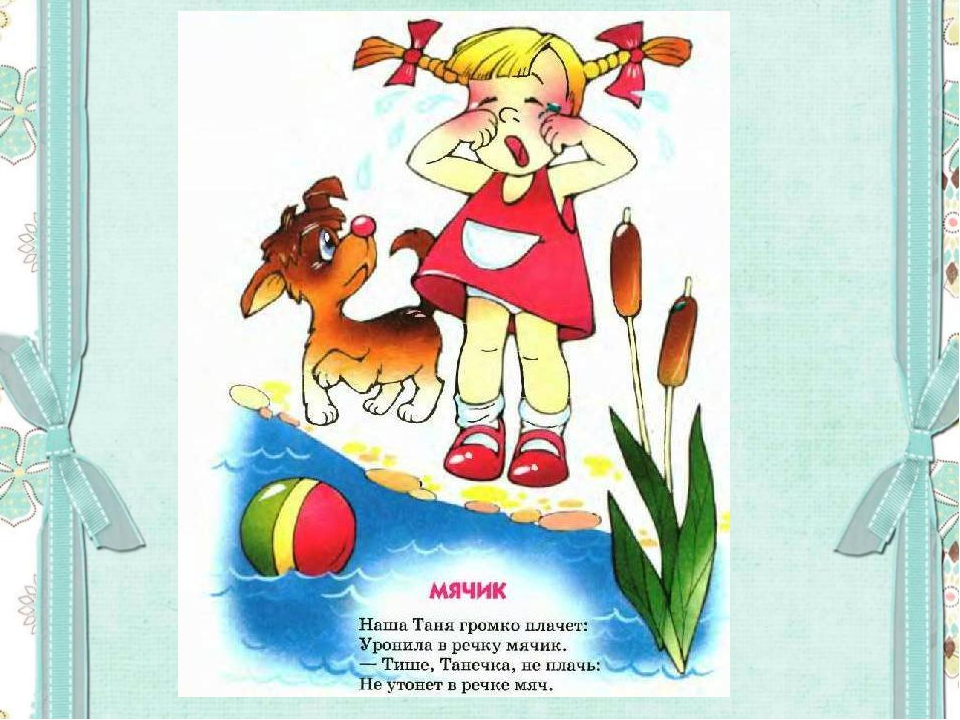 МЯЧИК
Наша Таня громко плачет:
Уронила в речку мячик.
— Тише, Танечка, не плачь:
Не утонет в речке мяч.